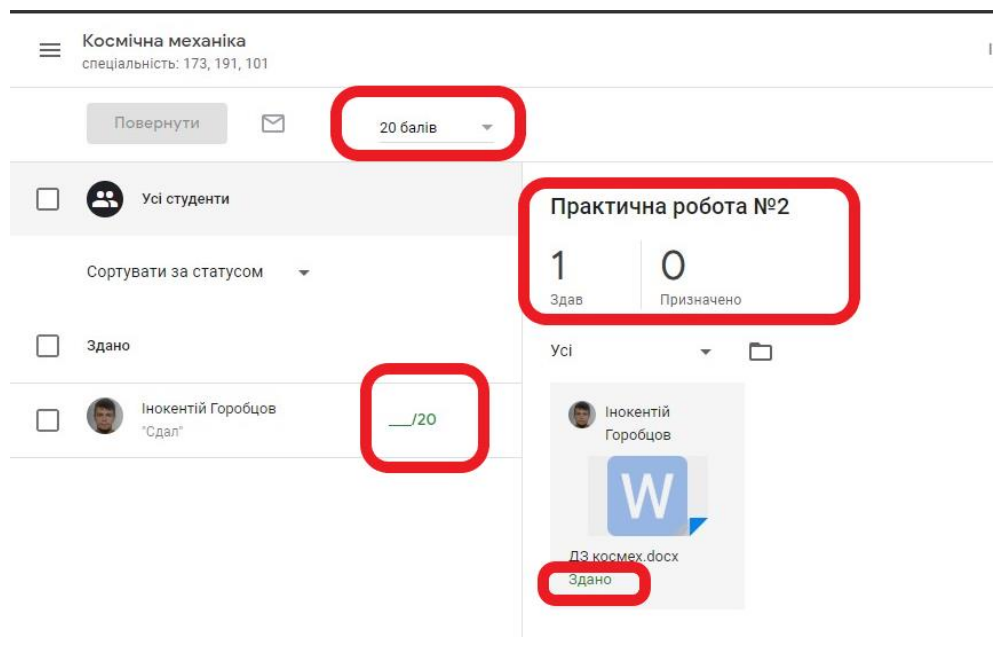 Космічна механіка
спеціальність: 173, 191, 101
Повернути
20 балів
Усі студенти
Сортувати за статусом
Здано
Інокентій Горобцов
"Сдал"
__/20
Практична робота №2
1
Здав
0
Призначено
Усі
Інокентій
Горобцов
W
ДЗ космех.docx
Здано